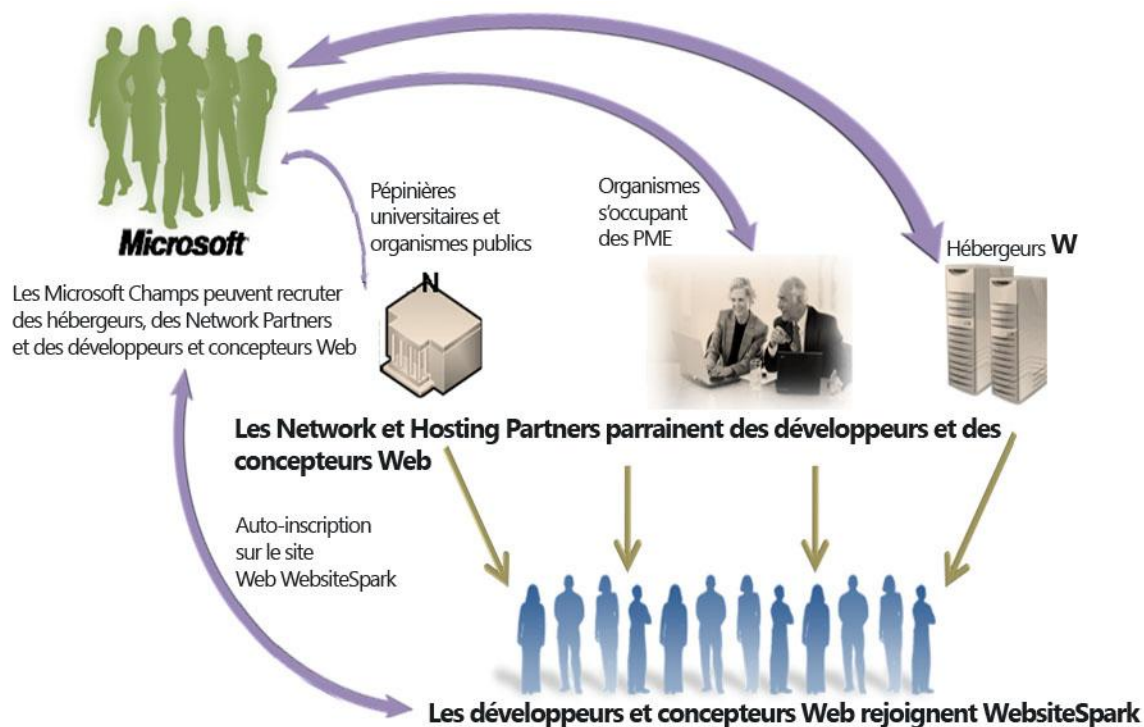 Microsoft
Les Microsoft Champs peuvent recruter
des hébergeurs, des Network Partners
et des développeurs et concepteurs Web
Pépinières
universitaires et
organismes publics
N
Organismes
s'occupant
des PME
Hébergeurs W
Les Network et Hosting Partners parrainent des développeurs et des
concepteurs Web
Auto-inscription
sur le site
Web WebsiteSpark
Les développeurs et concepteurs Web rejoignent WebsiteSpark